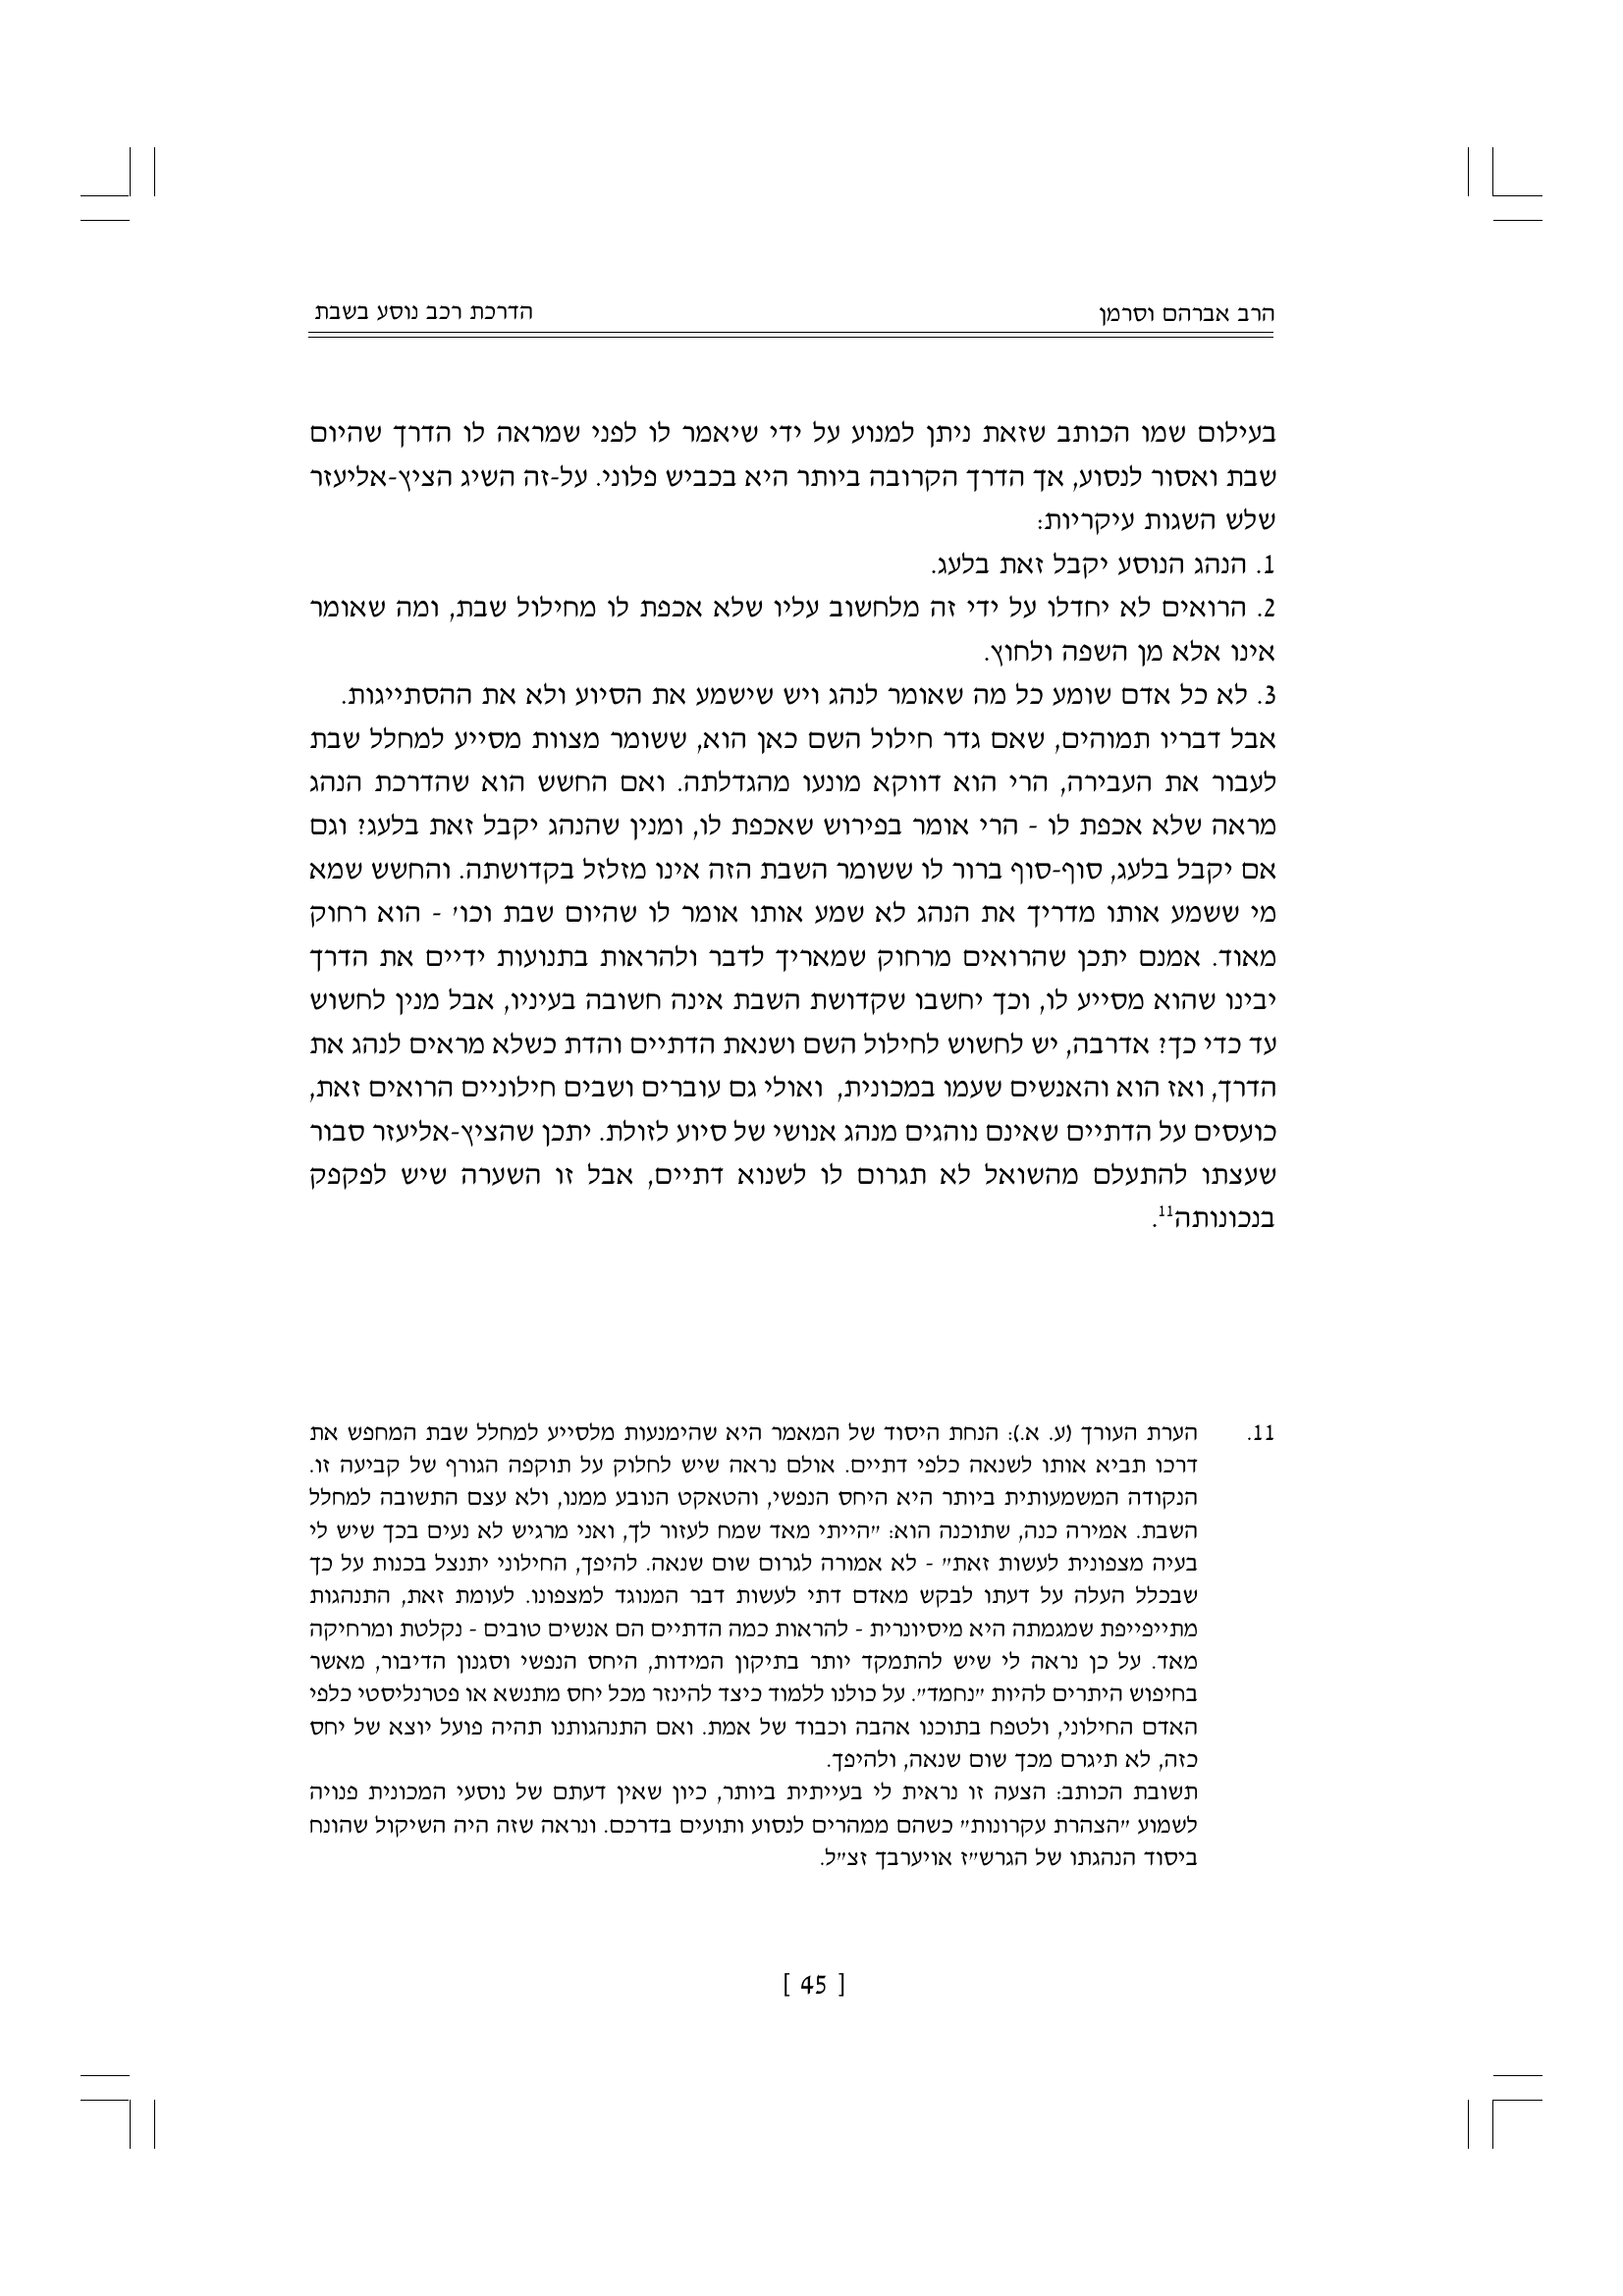 הרב אברהם וסרמן
הדרכת רכב נוסע בשבת
בעילום שמו הכותב שזאת ניתן למנוע על ידי שיאמר לו לפני שמראה לו הדרך שהיום
שבת ואסור לנסוע, אך הדרך הקרובה ביותר היא בכביש פלוני. על-זה השיג הציץ-אליעזר
שלש השגות עיקריות:
1. הנהג הנוסע יקבל זאת בלעג.
2. הרואים לא יחדלו על ידי זה מלחשוב עליו שלא אכפת לו מחילול שבת, ומה שאומר
אינו אלא מן השפה ולחוץ.
3. לא כל אדם שומע כל מה שאומר לנהג ויש שישמע את הסיוע ולא את ההסתייגות.
אבל דבריו תמוהים, שאם גדר חילול השם כאן הוא, ששומר מצוות מסייע למחלל שבת
לעבור את העבירה, הרי הוא דווקא מונעו מהגדלתה. ואם החשש הוא שהדרכת הנהג
מראה שלא אכפת לו - הרי אומר בפירוש שאכפת לו, ומנין שהנהג יקבל זאת בלעג? וגם
אם יקבל בלעג, סוף-סוף ברור לו ששומר השבת הזה אינו מזלזל בקדושתה. והחשש שמא
מי ששמע אותו מדריך את הנהג לא שמע אותו אומר לו שהיום שבת וכו' - הוא רחוק
מאוד. אמנם יתכן שהרואים מרחוק שמאריך לדבר ולהראות בתנועות ידיים את הדרך
יבינו שהוא מסייע לו, וכך יחשבו שקדושת השבת אינה חשובה בעיניו, אבל מנין לחשוש
עד כדי כך? אדרבה, יש לחשוש לחילול השם ושנאת הדתיים והדת כשלא מראים לנהג את
הדרך, ואז הוא והאנשים שעמו במכונית, ואולי גם עוברים ושבים חילוניים הרואים זאת,
כועסים על הדתיים שאינם נוהגים מנהג אנושי של סיוע לזולת. יתכן שהציץ-אליעזר סבור
שעצתו להתעלם מהשואל לא תגרום לו לשנוא דתיים, אבל זו השערה שיש לפקפק
בנכונותה11.
11. הערת העורך (ע. א.): הנחת היסוד של המאמר היא שהימנעות מלסייע למחלל שבת המחפש את
דרכו תביא אותו לשנאה כלפי דתיים. אולם נראה שיש לחלוק על תוקפה הגורף של קביעה זו.
הנקודה המשמעותית ביותר היא היחס הנפשי, והטאקט הנובע ממנו, ולא עצם התשובה למחלל
השבת. אמירה כנה, שתוכנה הוא: "הייתי מאד שמח לעזור לך, ואני מרגיש לא נעים בכך שיש לי
בעיה מצפונית לעשות זאת" - לא אמורה לגרום שום שנאה. להיפך, החילוני יתנצל בכנות על כך
שבכלל העלה על דעתו לבקש מאדם דתי לעשות דבר המנוגד למצפונו. לעומת זאת, התנהגות
מתייפייפת שמגמתה היא מיסיונרית - להראות כמה הדתיים הם אנשים טובים - נקלטת ומרחיקה
מאד. על כן נראה לי שיש להתמקד יותר בתיקון המידות, היחס הנפשי וסגנון הדיבור, מאשר
בחיפוש היתרים להיות "נחמד". על כולנו ללמוד כיצד להינזר מכל יחס מתנשא או פטרנליסטי כלפי
האדם החילוני, ולטפח בתוכנו אהבה וכבוד של אמת. ואם התנהגותנו תהיה פועל יוצא של יחס
כזה, לא תיגרם מכך שום שנאה, ולהיפך.
תשובת הכותב: הצעה זו נראית לי בעייתית ביותר, כיון שאין דעתם של נוסעי המכונית פנויה
לשמוע "הצהרת עקרונות" כשהם ממהרים לנסוע ותועים בדרכם. ונראה שזה היה השיקול שהונח
ביסוד הנהגתו של הגרש"ז אויערבך זצ"ל.
[ 45 ]